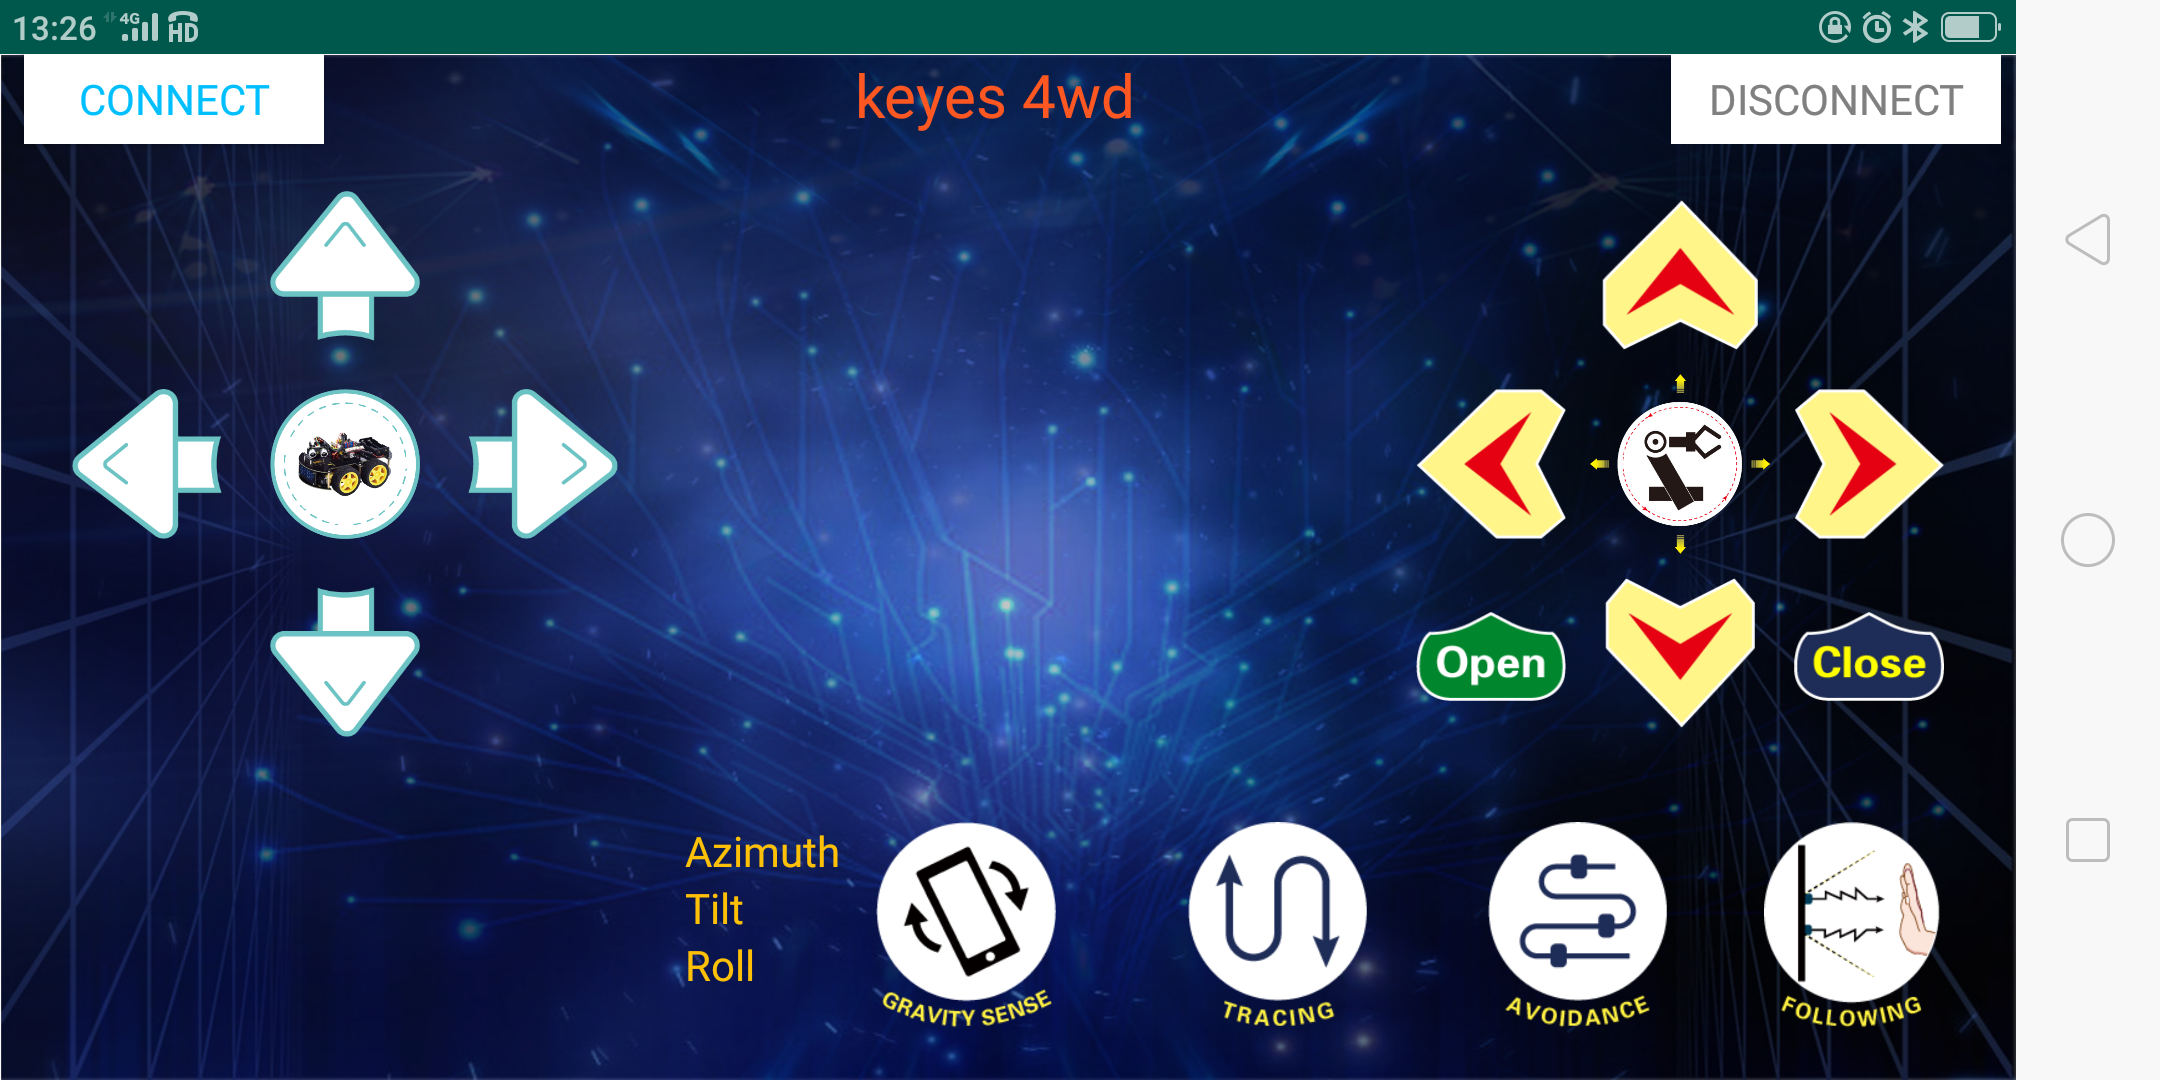 13:26 4G HD
CONNECT
keyes 4wd
DISCONNECT
Open
Close
Azimuth
Tilt
Roll
GRAVITY SENSE
TRACING
AVOIDANCE
FOLLOWING